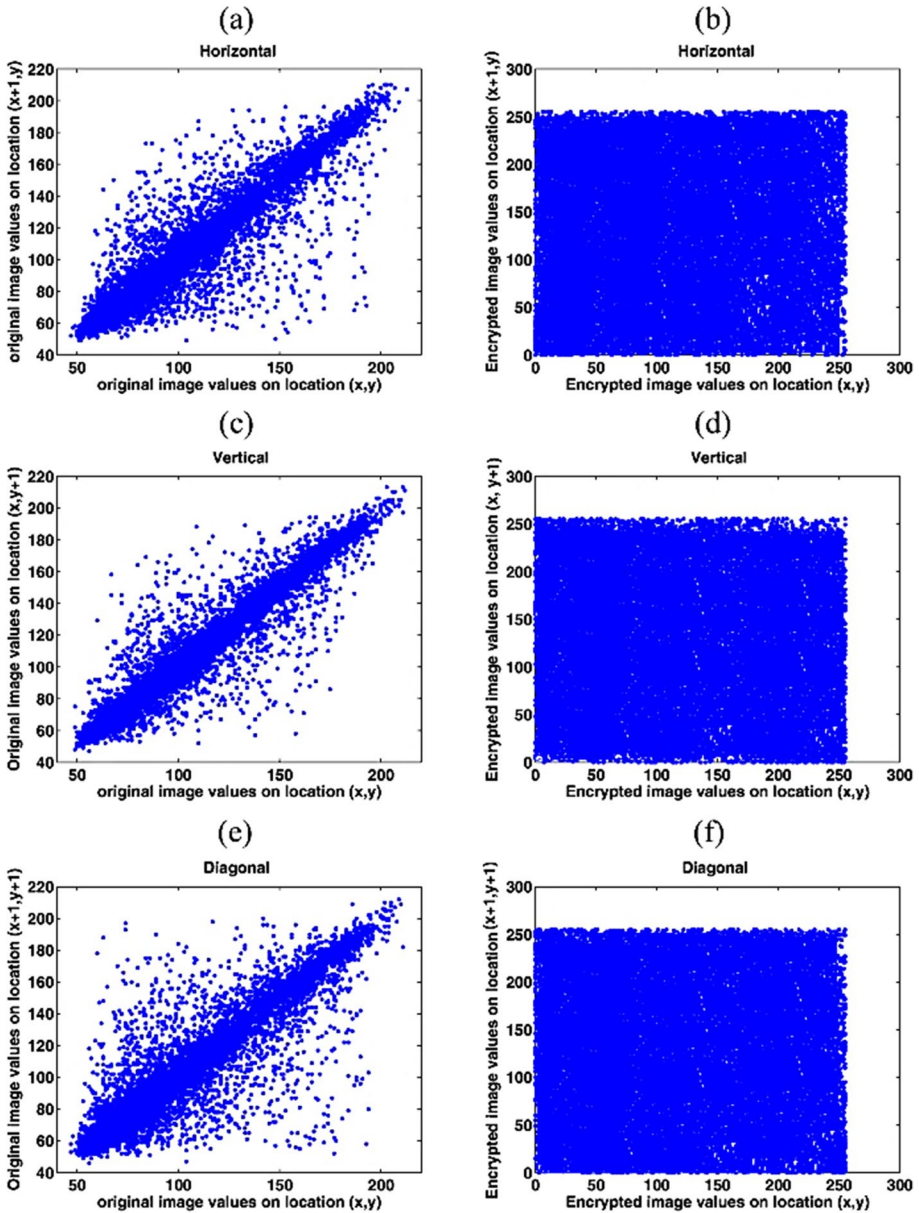 (a)
Horizontal
original image values on location (x+1,y)
220
200
180
160
140
120
100
80
60
40
50 100 150 200
original image values on location (x,y)
(b)
Horizontal
Encrypted image values on location (x+1,y)
300
250
200
150
100
50
0
0 50 100 150 200 250 300
Encrypted image values on location (x,y)
(c)
Vertical
Original image values on location (x,y+1)
220
200
180
160
140
120
100
80
60
40
50 100 150 200
original image values on location (x,y)
(d)
Vertical
Encrypted image values on location (x, y+1)
300
250
200
150
100
50
0
0 50 100 150 200 250 300
Encrypted image values on location (x,y)
(e)
Diagonal
Original image values on location (x+1,y+1)
220
200
180
160
140
120
100
80
60
40
50 100 150 200
original image values on location (x,y)
(f)
Diagonal
Encrypted image values on location (x+1,y+1)
300
250
200
150
100
50
0
0 50 100 150 200 250 300
Encrypted image values on location (x,y)